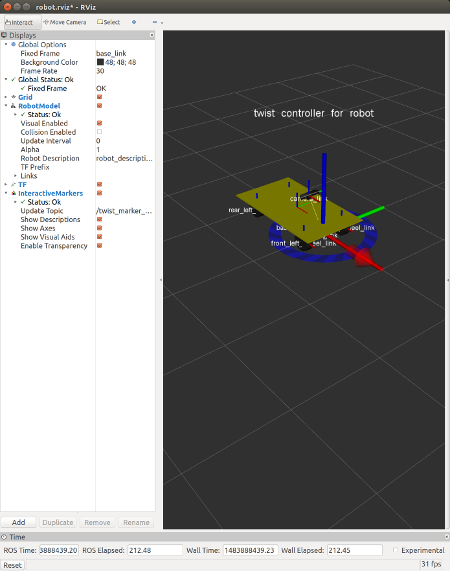 robot.rviz* - RViz
Interact Move Camera Select
Displays
Global Options
Fixed Frame base_link
Background Color 48; 48; 48
Frame Rate 30
Global Status: Ok
Fixed Frame OK
Grid
RobotModel
Status: Ok
Visual Enabled
Collision Enabled
Update Interval 0
Alpha 1
Robot Description robot_descripti...
TF Prefix
Links
TF
InteractiveMarkers
Status: Ok
Update Topic /twist_marker_...
Show Descriptions
Show Axes
Show Visual Aids
Enable Transparency
twist controller for robot
rear_left_
front_left_
eel_link
eel_link
Add Duplicate Remove Rename
Time
ROS Time: 3888439.20 ROS Elapsed: 212.48 Wall Time: 1483888439.23 Wall Elapsed: 212.45 Experimental
Reset 31 fps